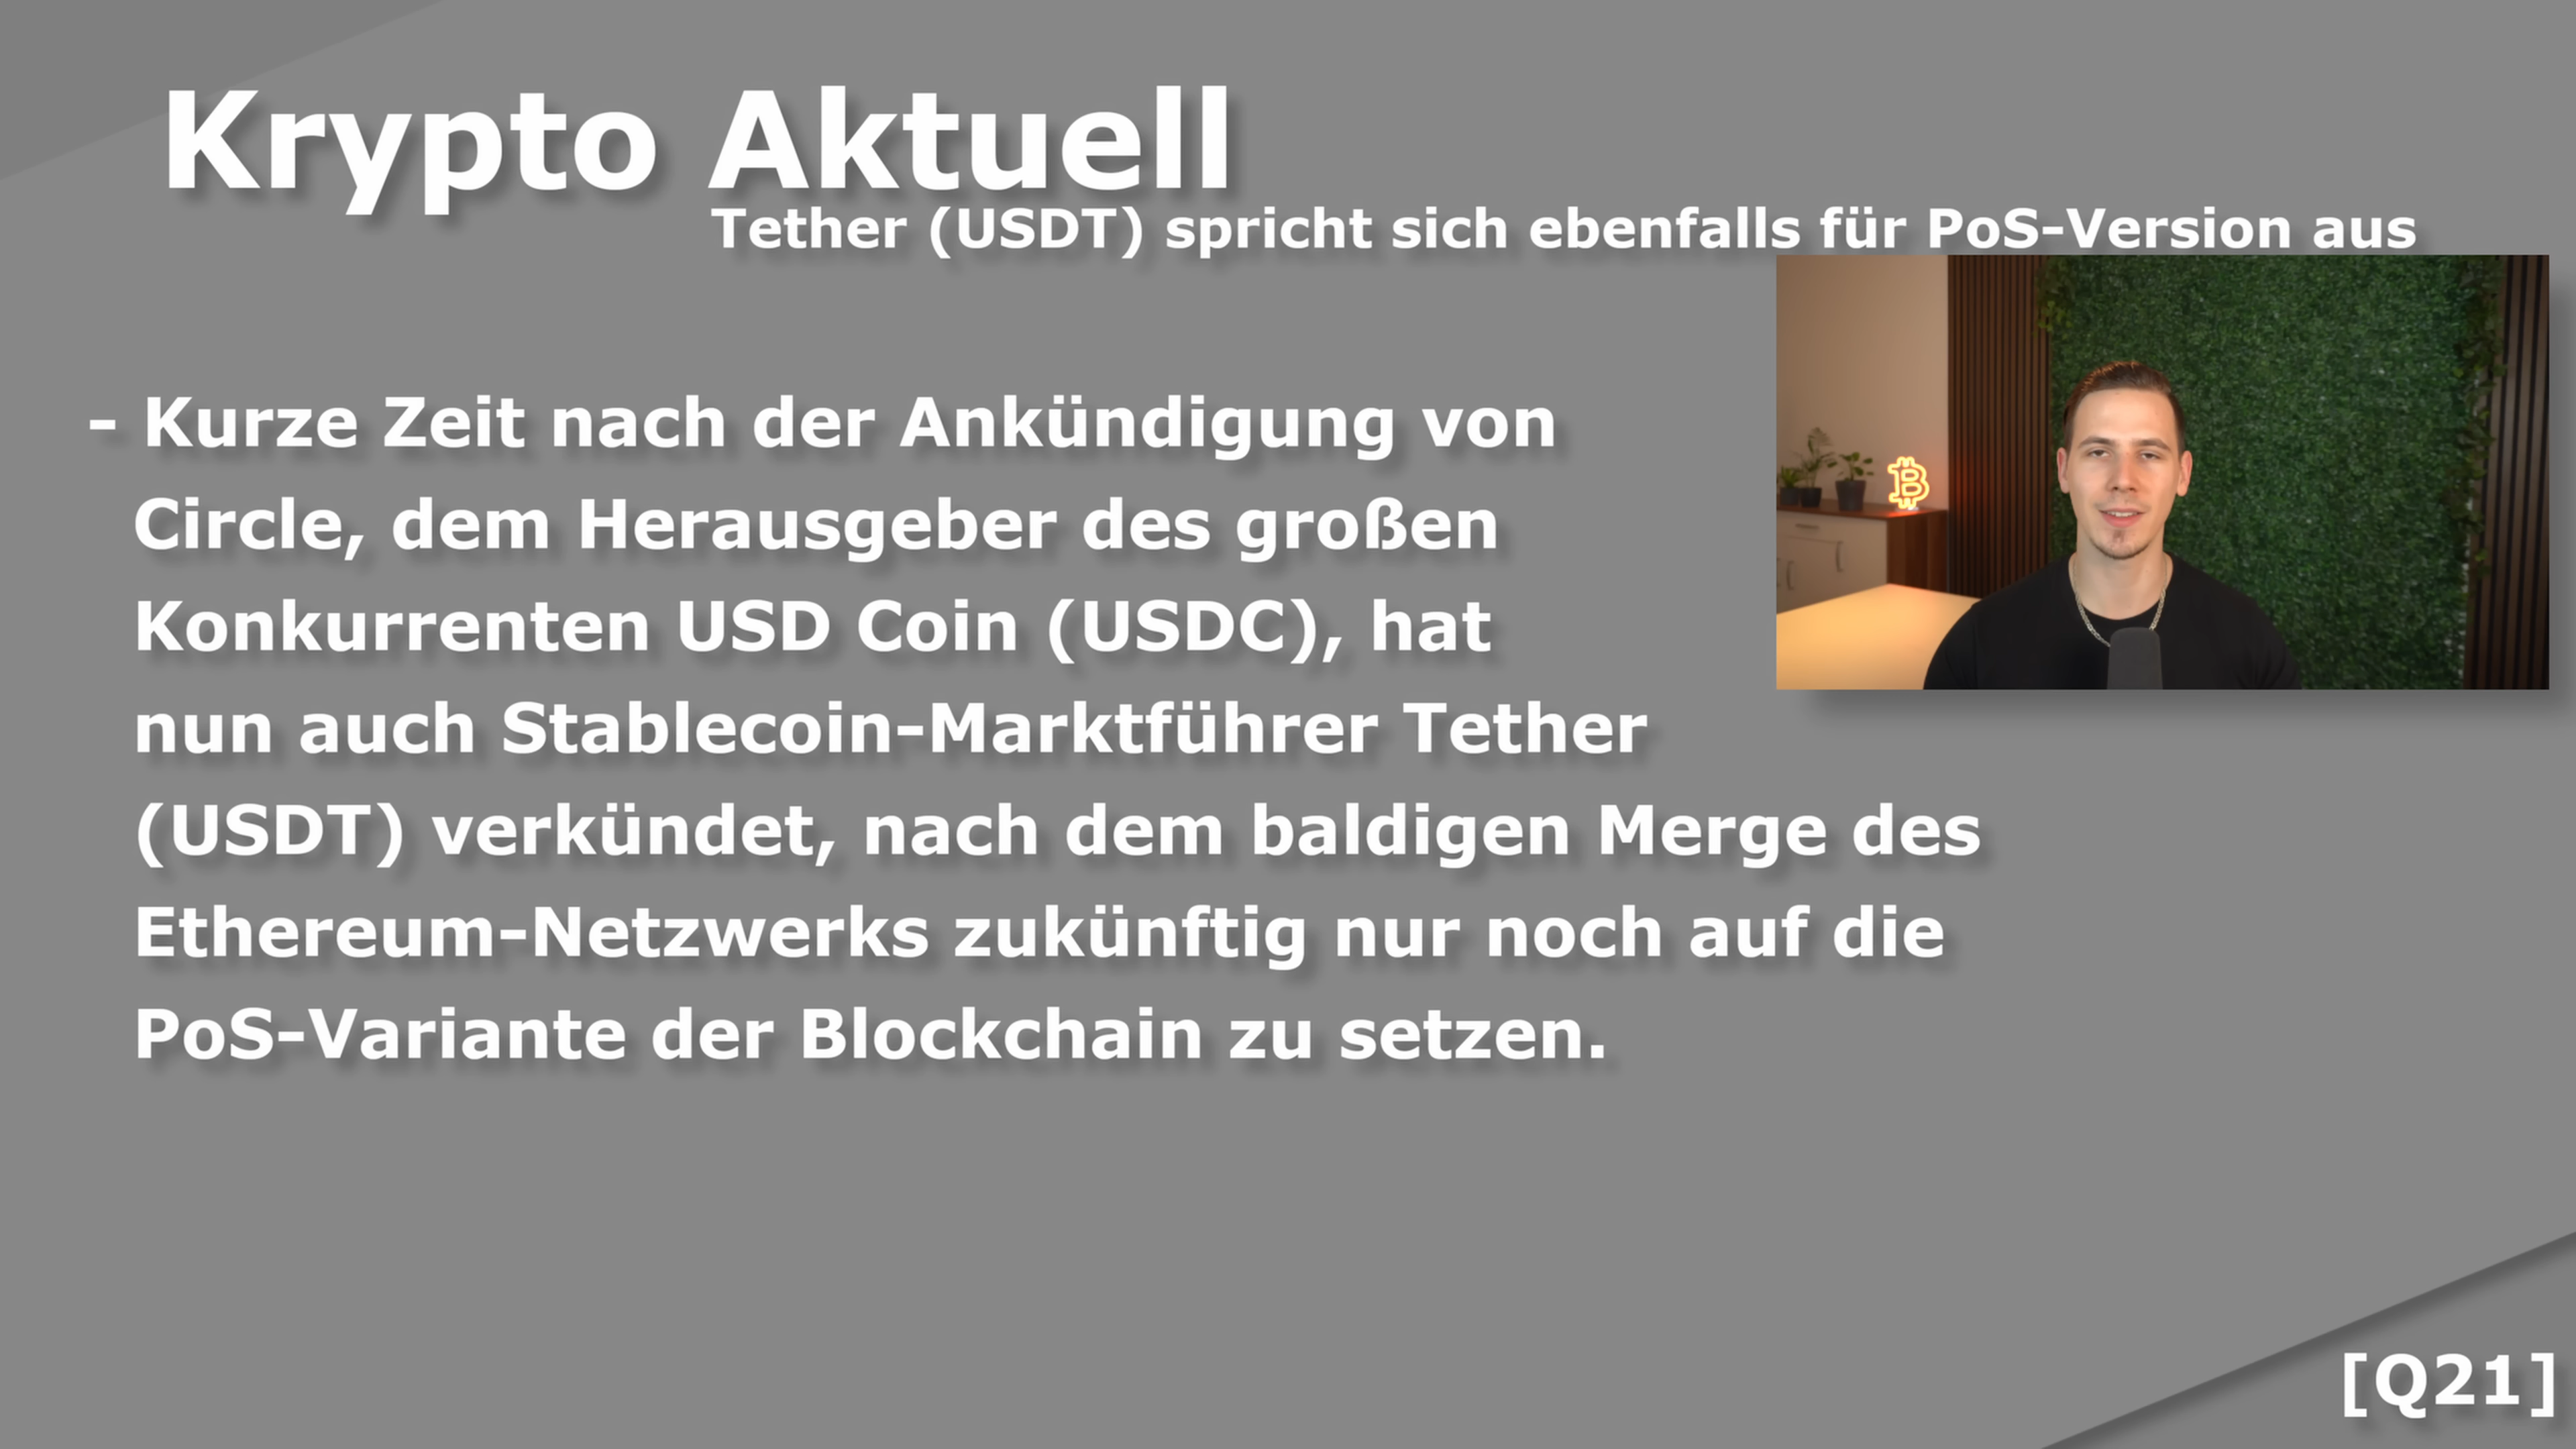 Krypto Aktuell
Tether (USDT) spricht sich ebenfalls für PoS-Version aus
- Kurze Zeit nach der Ankündigung von
Circle, dem Herausgeber des großen
Konkurrenten USD Coin (USDC), hat
nun auch Stablecoin-Marktführer Tether
(USDT) verkündet, nach dem baldigen Merge des
Ethereum-Netzwerks zukünftig nur noch auf die
PoS-Variante der Blockchain zu setzen.
[Q21]